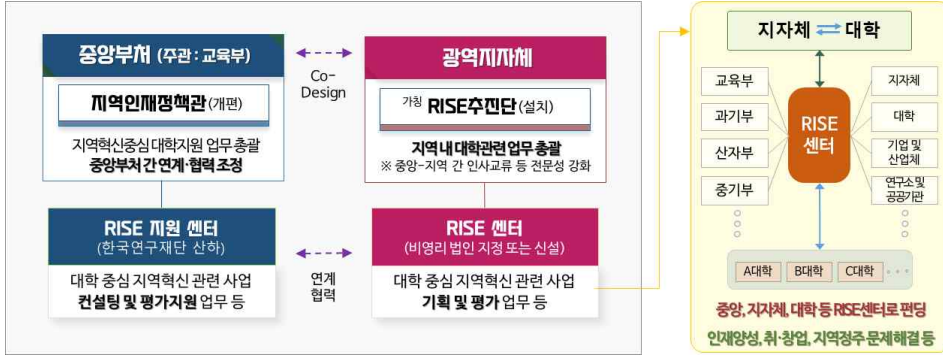 중앙부처 (주관 : 교육부)
지역인재정책관(개편)
지역혁신중심 대학지원 업무 총괄
중앙부처 간 연계·협력 조정
Co-
Design
광역지자체
가칭 RISE추진단(설치)
지역 내 대학관련 업무 총괄
※ 중앙-지역 간 인사교류 등 전문성 강화
RISE 지원 센터
(한국연구재단 산하)
대학 중심 지역혁신 관련 사업
컨설팅 및 평가지원 업무 등
연계
협력
RISE 센터
(비영리 법인 지정 또는 신설)
대학 중심 지역혁신 관련 사업
기획 및 평가 업무 등
지자체 대학
교육부
과기부
산자부
중기부
RISE
센터
지자체
대학
기업 및
산업체
연구소 및
공공기관
A대학 B대학 C대학
중앙, 지자체, 대학 등 RISE센터로 펀딩
인재양성, 취·창업, 지역정주 문제해결 등